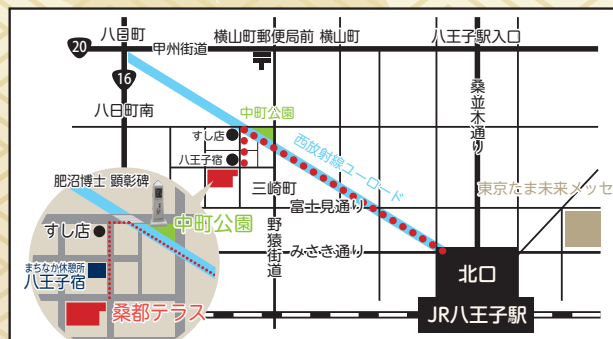 八日町
横山町郵便局前
横山町
八王子駅入口
20
甲州街道
16
桑並木通り
八日町南
中町公園
すし店
西放射線ユーロード
八王子宿
肥沼博士 顕彰碑
三崎町
東京たま未来メッセ
富士見通り
中町公園
すし店
野猿街道
みさき通り
まちなか休憩所
八王子宿
北口
桑都テラス
JR八王子駅